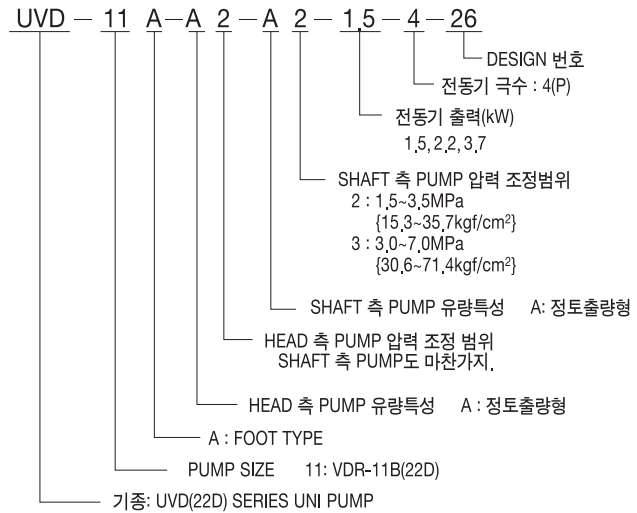 UVD - 11 A - A 2 - A 2 - 1.5 - 4 - 26
DESIGN 번호
전동기 극수 : 4(P)
전동기 출력(kW)
1.5, 2.2, 3.7
SHAFT 측 PUMP 압력 조정범위
2 : 1.5~3.5MPa
{15.3~35.7kgf/cm²}
3 : 3.0~7.0MPa
{30.6~71.4kgf/cm²}
SHAFT 측 PUMP 유량특성 A: 정토출량형
HEAD 측 PUMP 압력 조정 범위
SHAFT 측 PUMP도 마찬가지.
HEAD 측 PUMP 유량특성 A : 정토출량형
A : FOOT TYPE
PUMP SIZE 11: VDR-11B(22D)
기종: UVD(22D) SERIES UNI PUMP